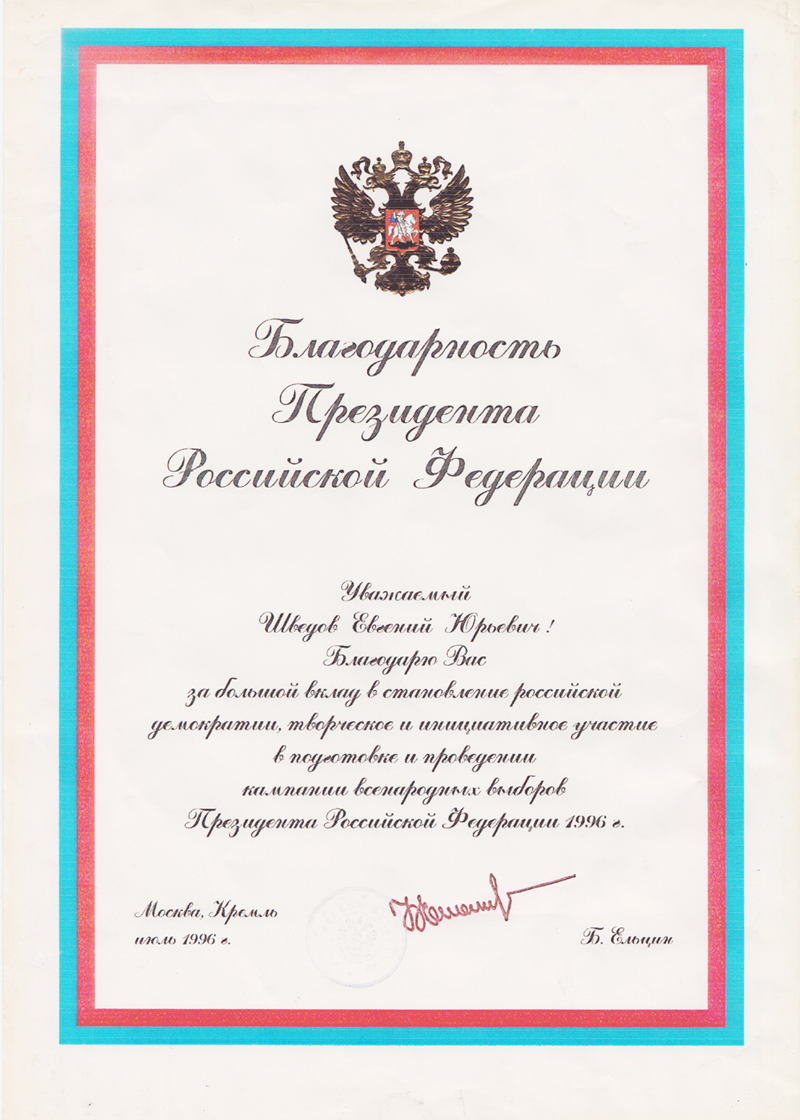 Благодарность
Президента
Российской Федерации
Уважаемый
Шведов Евгений Юрьевич!
Благодарю Вас
за большой вклад в становление российской
демократии, творческое и инициативное участие
в подготовке и проведении
кампании всенародных выборов
Президента Российской Федерации 1996 г.
Москва, Кремль
июль 1996 г.
Б. Ельцин